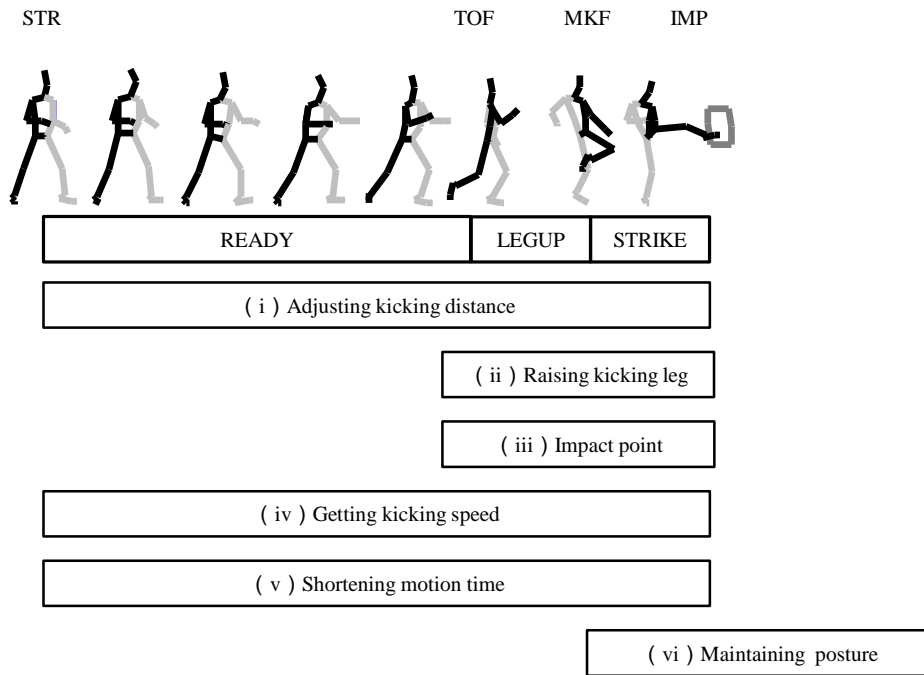 STR TOF MKF IMP
READY LEGUP STRIKE
( i ) Adjusting kicking distance
( ii ) Raising kicking leg
( iii ) Impact point
( iv ) Getting kicking speed
( v ) Shortening motion time
( vi ) Maintaining posture